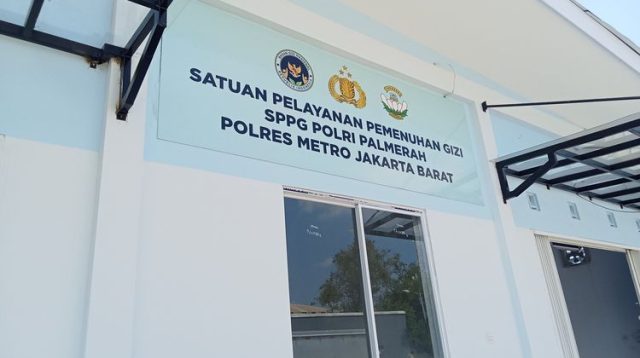 SATUAN PELAYANAN PEMENUHAN GIZI
SPPG POLRI PALMERAH
POLRES METRO JAKARTA BARAT